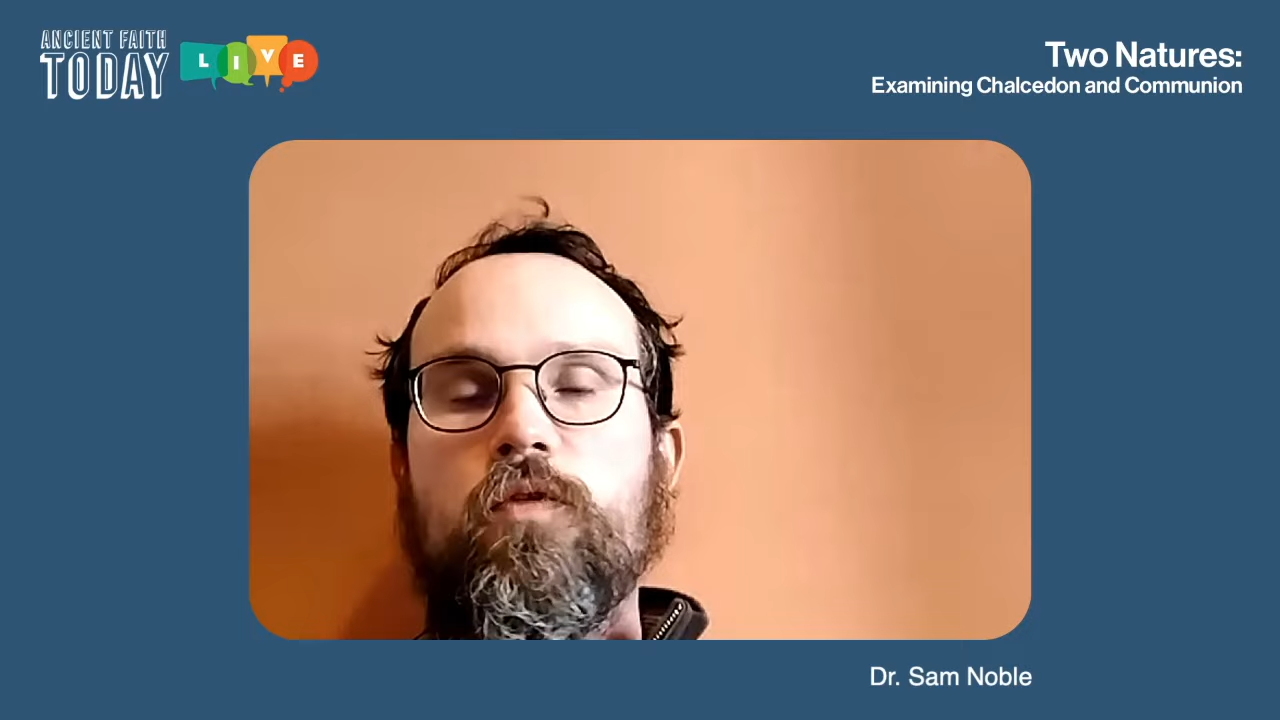 ANCIENT FAITH
TODAY
LIVE
Two Natures:
Examining Chalcedon and Communion
Dr. Sam Noble